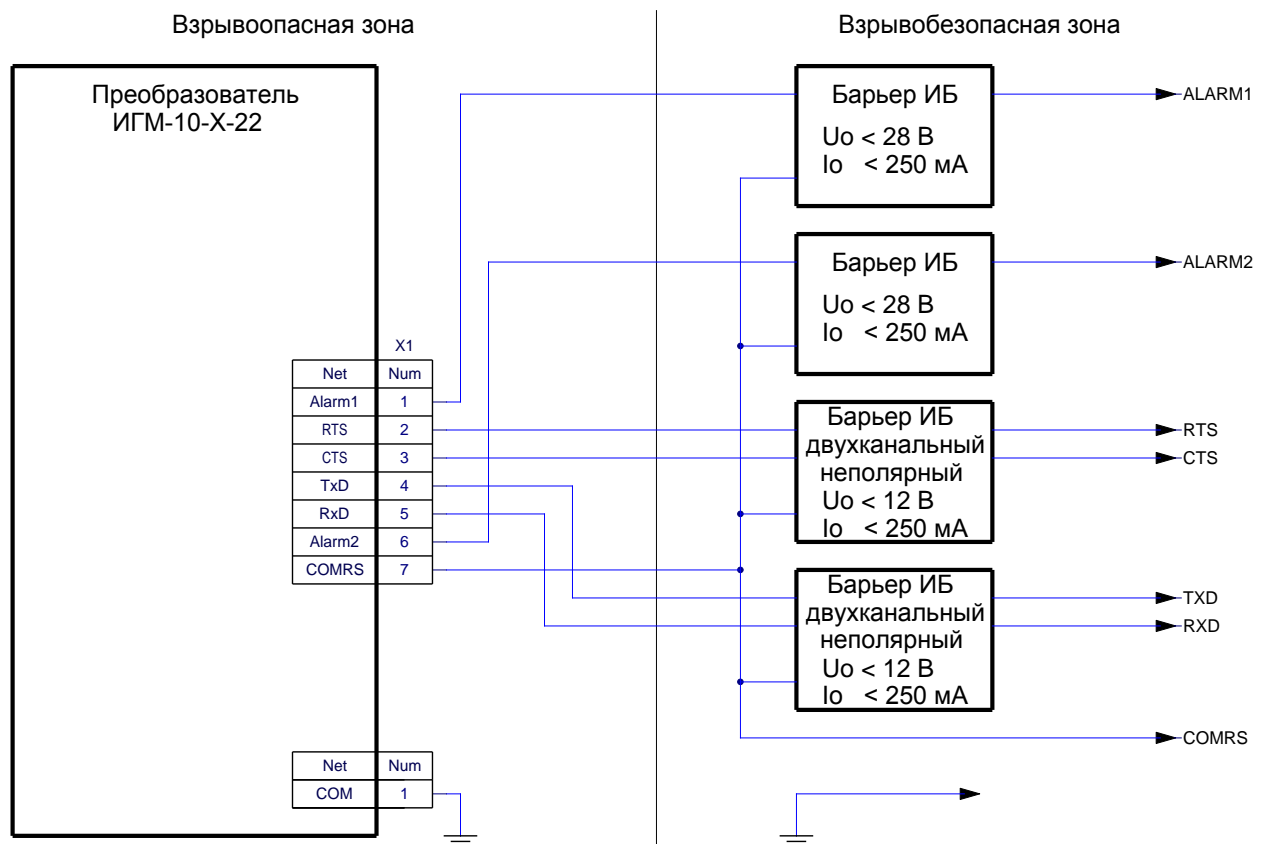 Взрывоопасная зона
Взрывобезопасная зона
Преобразователь
ИГМ-10-Х-22
Барьер ИБ
Uo < 28 В
Io < 250 мА
ALARM1
Барьер ИБ
Uo < 28 В
Io < 250 мА
ALARM2
X1
Net Num
Alarm1 1
RTS 2
CTS 3
TxD 4
RxD 5
Alarm2 6
COMRS 7
Барьер ИБ
двухканальный
неполярный
Uo < 12 В
Io < 250 мА
RTS
CTS
Барьер ИБ
двухканальный
неполярный
Uo < 12 В
Io < 250 мА
TXD
RXD
COMRS
Net Num
COM 1